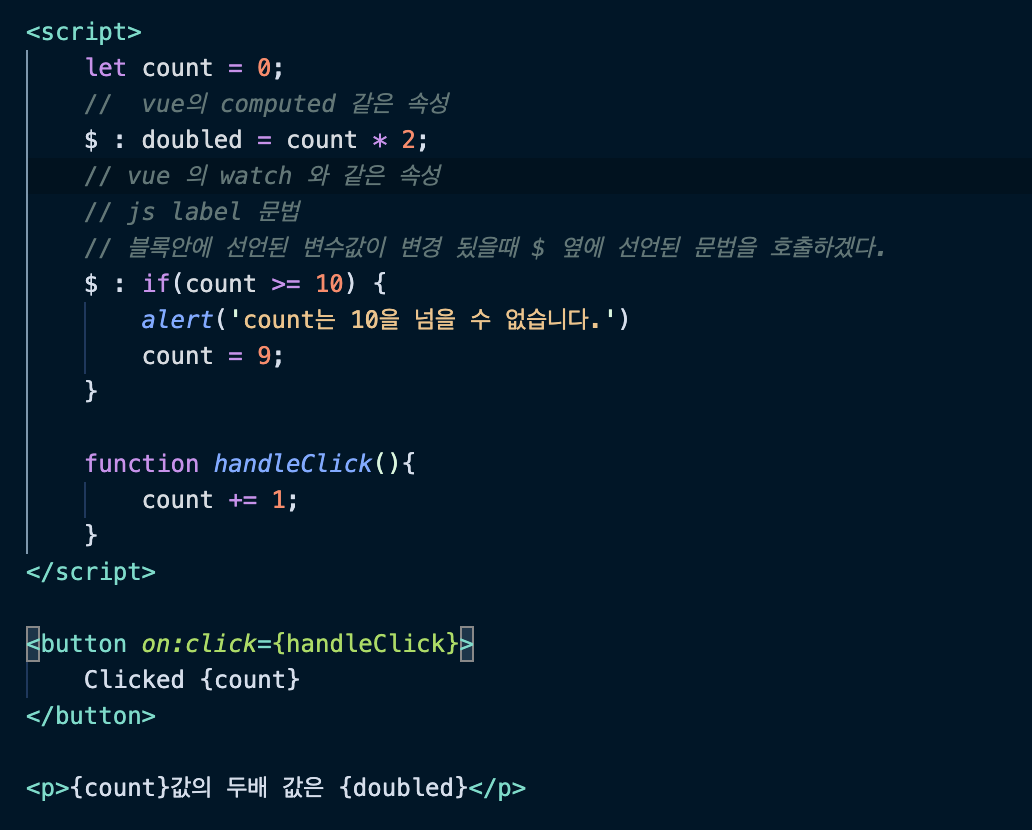 <script>
let count = 0;
//  vue의 computed 같은 속성
$ : doubled = count * 2;
// vue 의 watch 와 같은 속성
// js label 문법
// 블록안에 선언된 변수값이 변경 됬을때 $ 옆에 선언된 문법을 호출하겠다.
$ : if(count >= 10) {
alert('count는 10을 넘을 수 없습니다.')
count = 9;
}
function handleClick(){
count += 1;
}
</script>
<button on:click={handleClick}>
Clicked {count}
</button>
<p>{count}값의 두배 값은 {doubled}</p>